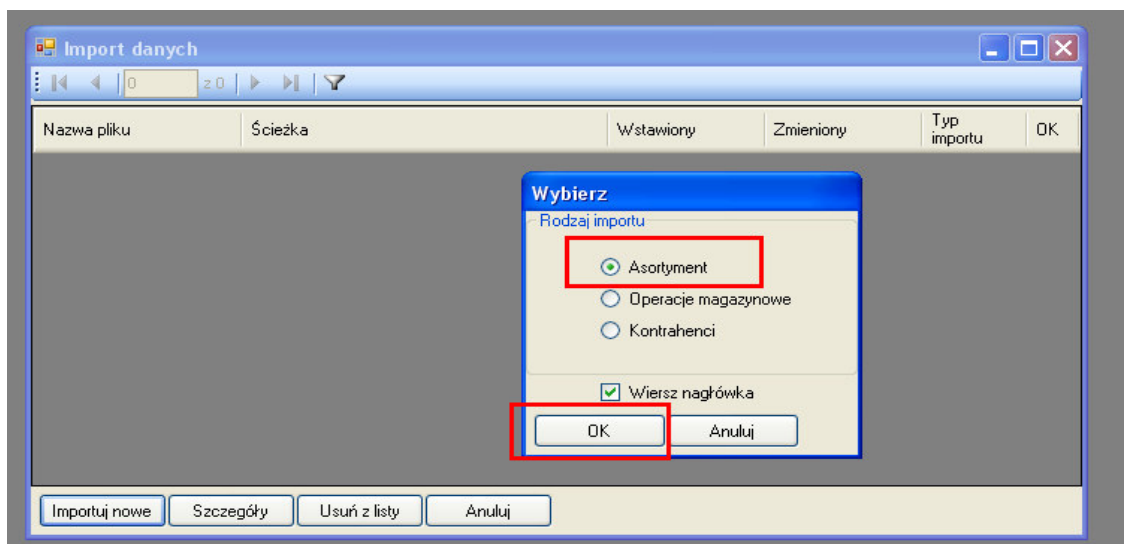 Import danych
0 z 0
Nazwa pliku Ścieżka Wstawiony Zmieniony Typ importu OK
Wybierz
Rodzaj importu
Asortyment
Operacje magazynowe
Kontrahenci
Wiersz nagłówka
OK Anuluj
Importuj nowe Szczegóły Usuń z listy Anuluj